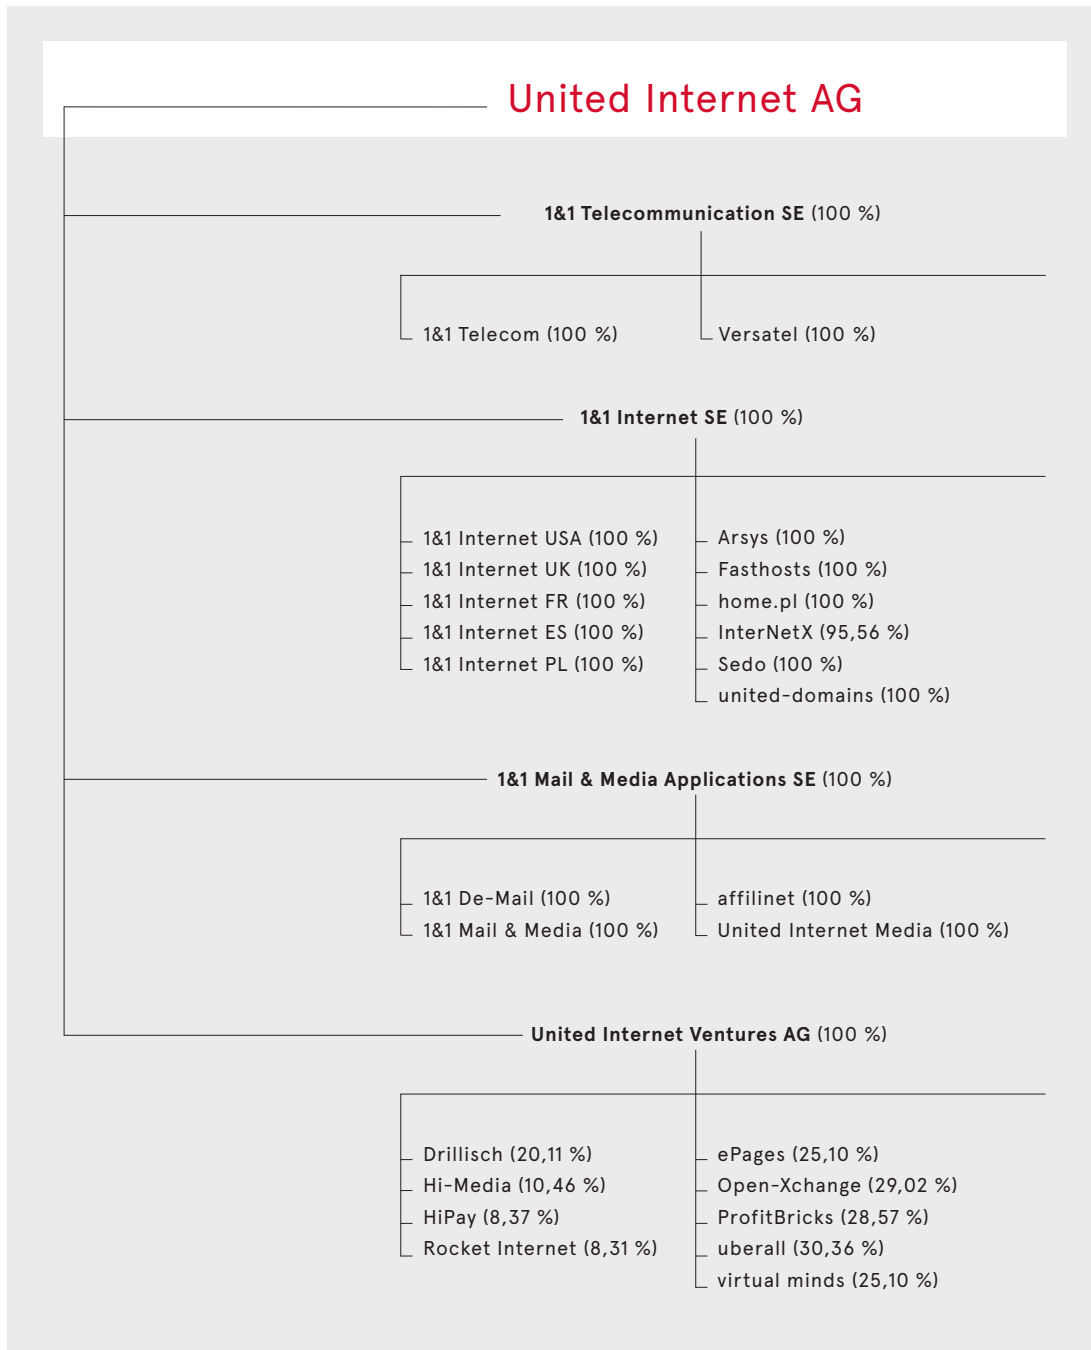 United Internet AG
1&1 Telecommunication SE (100 %)
1&1 Telecom (100 %)
Versatel (100 %)
1&1 Internet SE (100 %)
1&1 Internet USA (100 %)
1&1 Internet UK (100 %)
1&1 Internet FR (100 %)
1&1 Internet ES (100 %)
1&1 Internet PL (100 %)
Arsys (100 %)
Fasthosts (100 %)
home.pl (100 %)
InterNetX (95,56 %)
Sedo (100 %)
united-domains (100 %)
1&1 Mail & Media Applications SE (100 %)
1&1 De-Mail (100 %)
1&1 Mail & Media (100 %)
affilinet (100 %)
United Internet Media (100 %)
United Internet Ventures AG (100 %)
Drillisch (20,11 %)
Hi-Media (10,46 %)
HiPay (8,37 %)
Rocket Internet (8,31 %)
ePages (25,10 %)
Open-Xchange (29,02 %)
ProfitBricks (28,57 %)
uberall (30,36 %)
virtual minds (25,10 %)